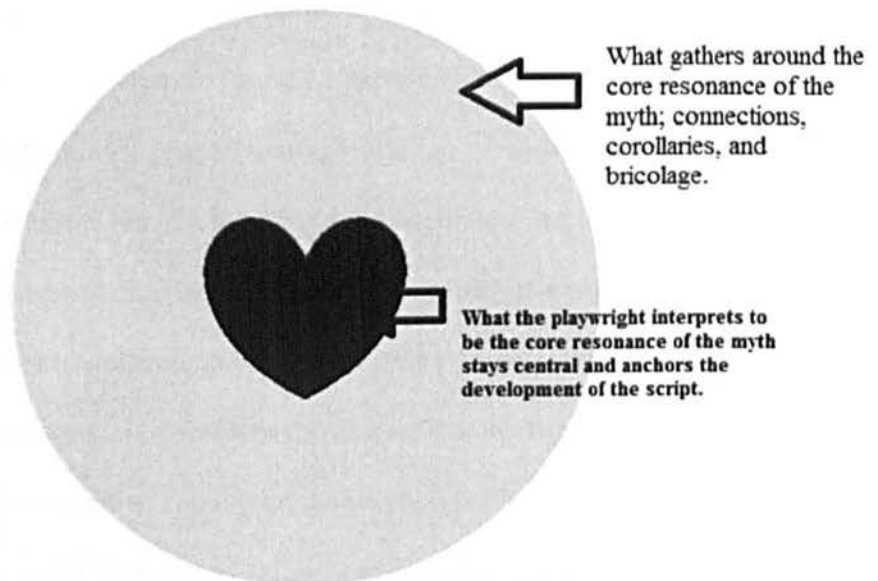 What gathers around the
core resonance of the
myth; connections,
corollaries, and
bricolage.
What the playwright interprets to
be the core resonance of the myth
stays central and anchors the
development of the script.